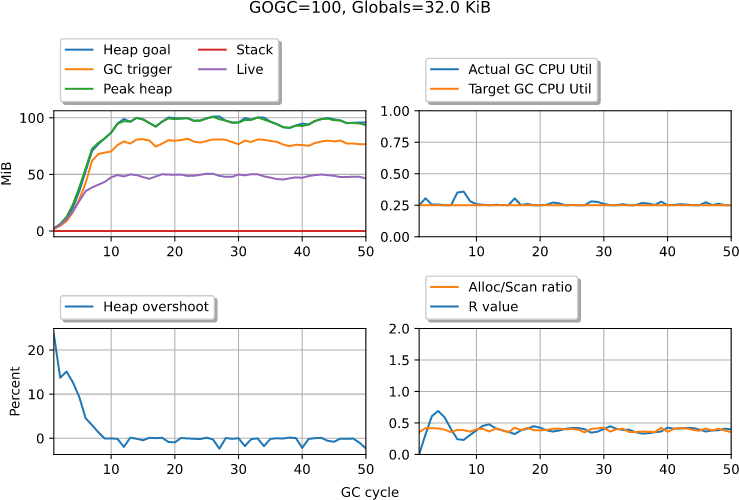 GOGC=100, Globals=32.0 KiB
Heap goal
GC trigger
Peak heap
Stack
Live
MiB
100
50
0
10
20
30
40
50
Actual GC CPU Util
Target GC CPU Util
1.00
0.75
0.50
0.25
0.00
10
20
30
40
50
Heap overshoot
Percent
20
10
0
10
20
30
40
50
Alloc/Scan ratio
R value
2.0
1.5
1.0
0.5
0.0
10
20
30
40
50
GC cycle